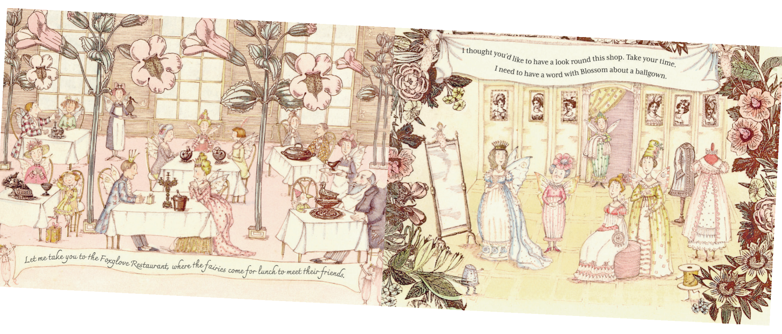 Let me take you to the Foxglove Restaurant, where the fairies come for lunch to meet their friends.
I thought you'd like to have a look round this shop. Take your time.
I need to have a word with Blossom about a ballgown.